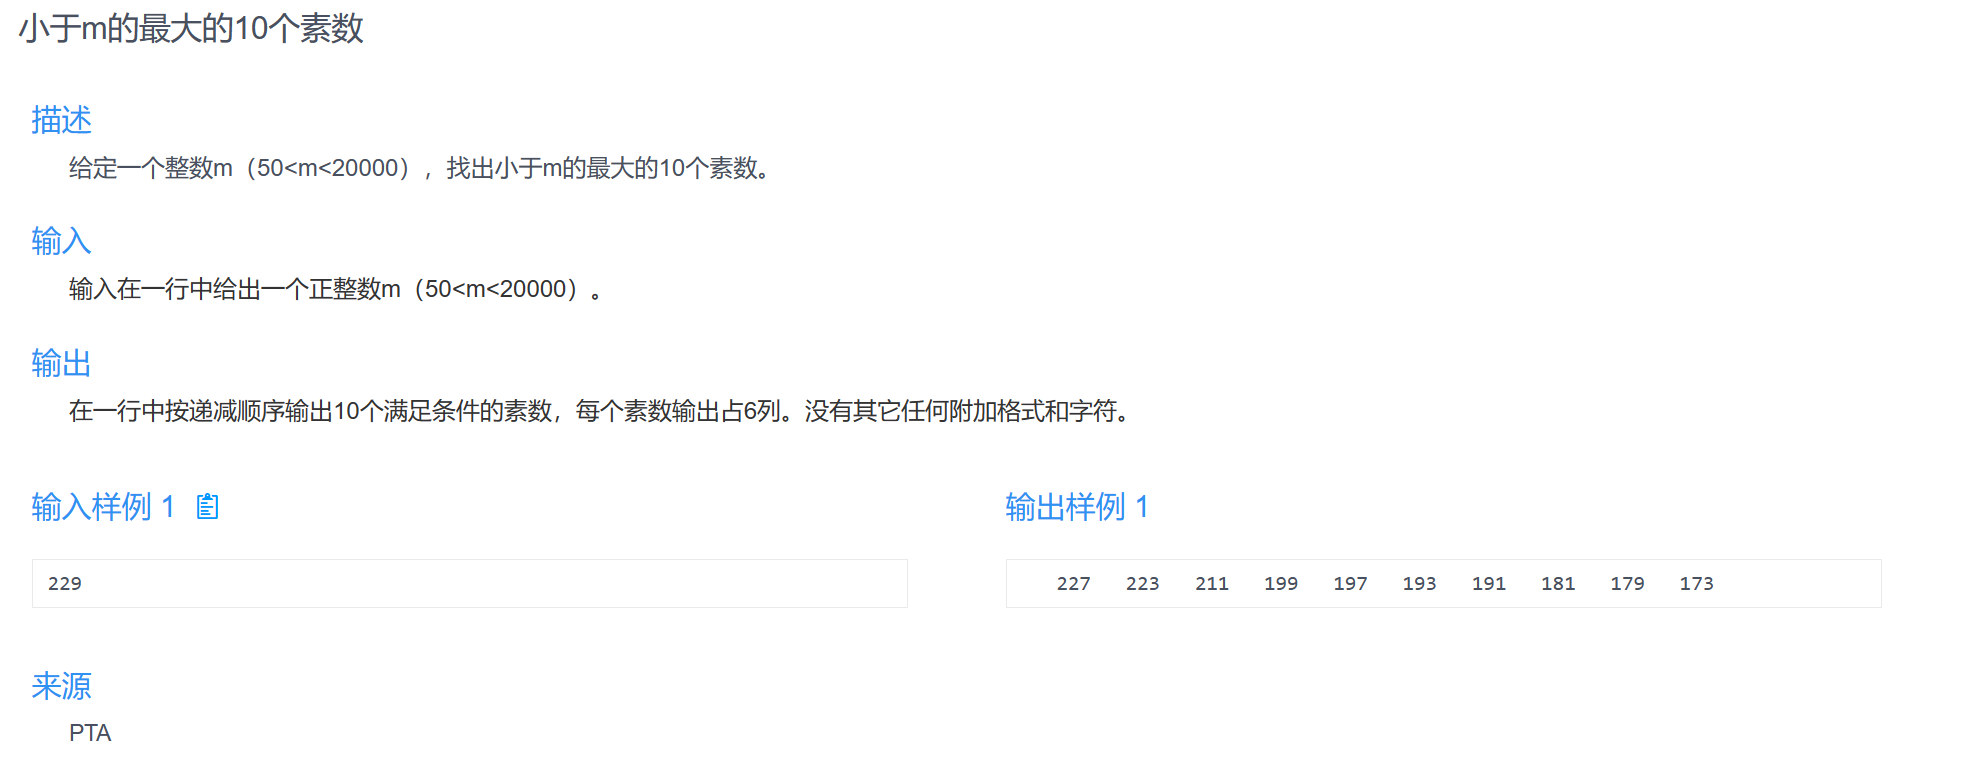 小于m的最大的10个素数
描述
给定一个整数m（50<m<20000），找出小于m的最大的10个素数。
输入
输入在一行中给出一个正整数m（50<m<20000）。
输出
在一行中按递减顺序输出10个满足条件的素数，每个素数输出占6列。没有其它任何附加格式和字符。
输入样例 1
229
输出样例 1
   227   223   211   199   197   193   191   181   179   173
来源
PTA